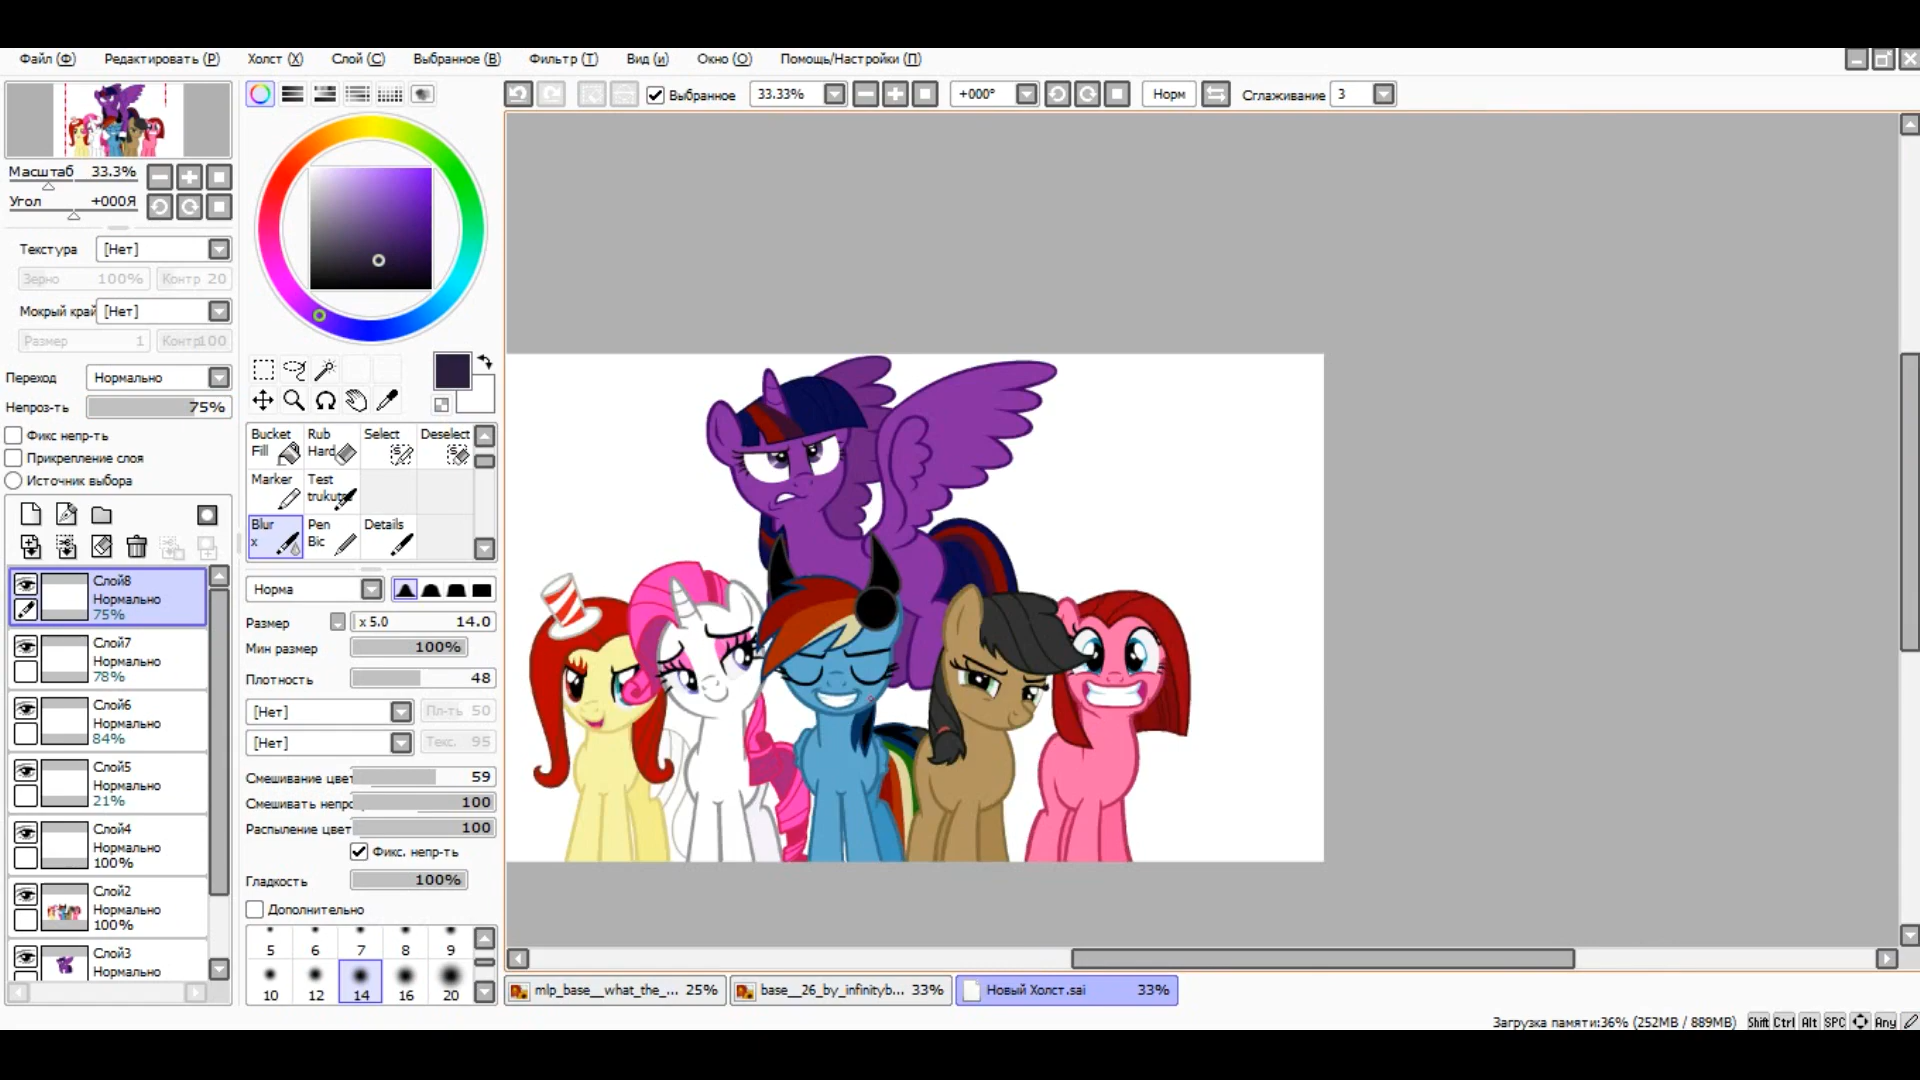 Файл (Ф) Редактировать (Р) Холст (Х) Слой (С) Выбранное (В) Фильтр (Т) Вид (и) Окно (О) Помощь/Настройки (П)
Выбранное 33.33% +000° Норм Сглаживание 3
Масштаб 33.3%
Угол +000Я
Текстура [Нет]
Зерно 100% Контр 20
Мокрый край [Нет]
Размер 1 Контр 100
Переход Нормально
Непроз-ть 75%
Фикс непр-ть
Прикрепление слоя
Источник выбора
Слой8
Нормально
75%
Слой7
Нормально
78%
Слой6
Нормально
84%
Слой5
Нормально
21%
Слой4
Нормально
100%
Слой2
Нормально
100%
Слой3
Нормально
Bucket Fill
Rub Hard
Select
Deselect
Marker
Test
Blur x
Pen Bic
Details
Норма
Размер x 5.0 14.0
Мин размер 100%
Плотность 48
[Нет] Пл-ть 50
[Нет] Текс. 95
Смешивание цвет 59
Смешивать непро 100
Распыление цвет 100
Фикс. непр-ть
Гладкость 100%
Дополнительно
5 6 7 8 9
10 12 14 16 20
mlp_base__what_the_... 25%
base__26_by_infinityb... 33%
Новый Холст.sai 33%
Загрузка памяти:36% (252MB / 889MB) Shift Ctrl Alt SPC Any